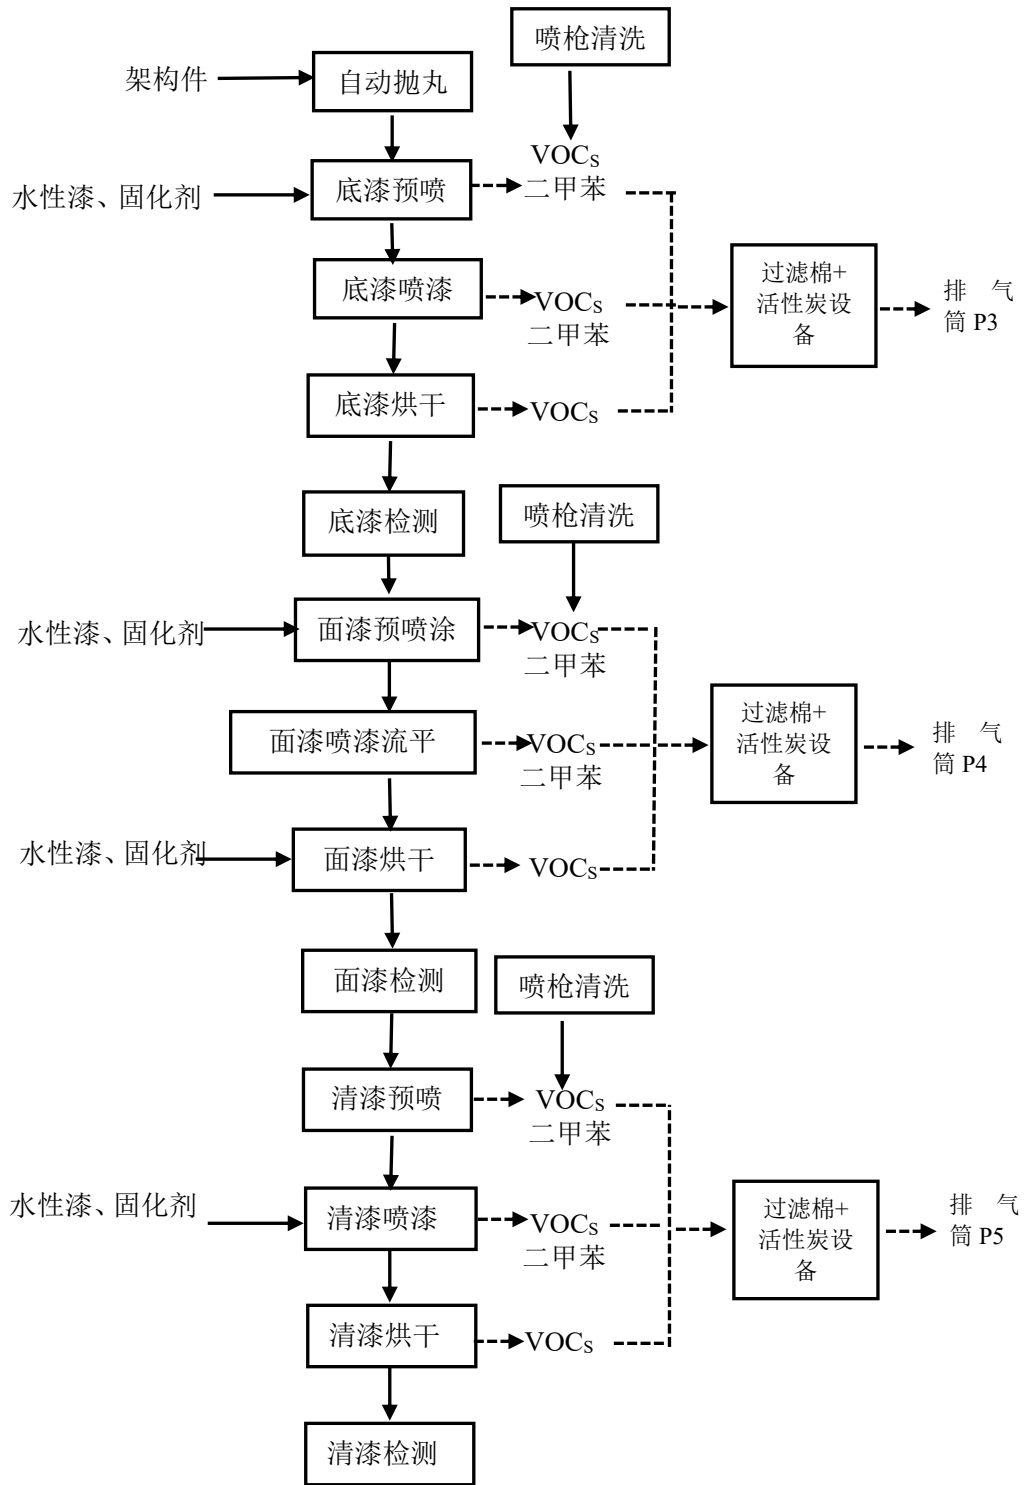 喷枪清洗
架构件
自动抛丸
VOCs
水性漆、固化剂
底漆预喷
二甲苯
底漆喷漆
VOCs
二甲苯
过滤棉+
活性炭设
备
排 气
筒 P3
底漆烘干
VOCs
底漆检测
喷枪清洗
水性漆、固化剂
面漆预喷涂
VOCs
二甲苯
面漆喷漆流平
VOCs
二甲苯
过滤棉+
活性炭设
备
排 气
筒 P4
水性漆、固化剂
面漆烘干
VOCs
面漆检测
喷枪清洗
清漆预喷
VOCs
二甲苯
水性漆、固化剂
清漆喷漆
VOCs
二甲苯
过滤棉+
活性炭设
备
排 气
筒 P5
清漆烘干
VOCs
清漆检测